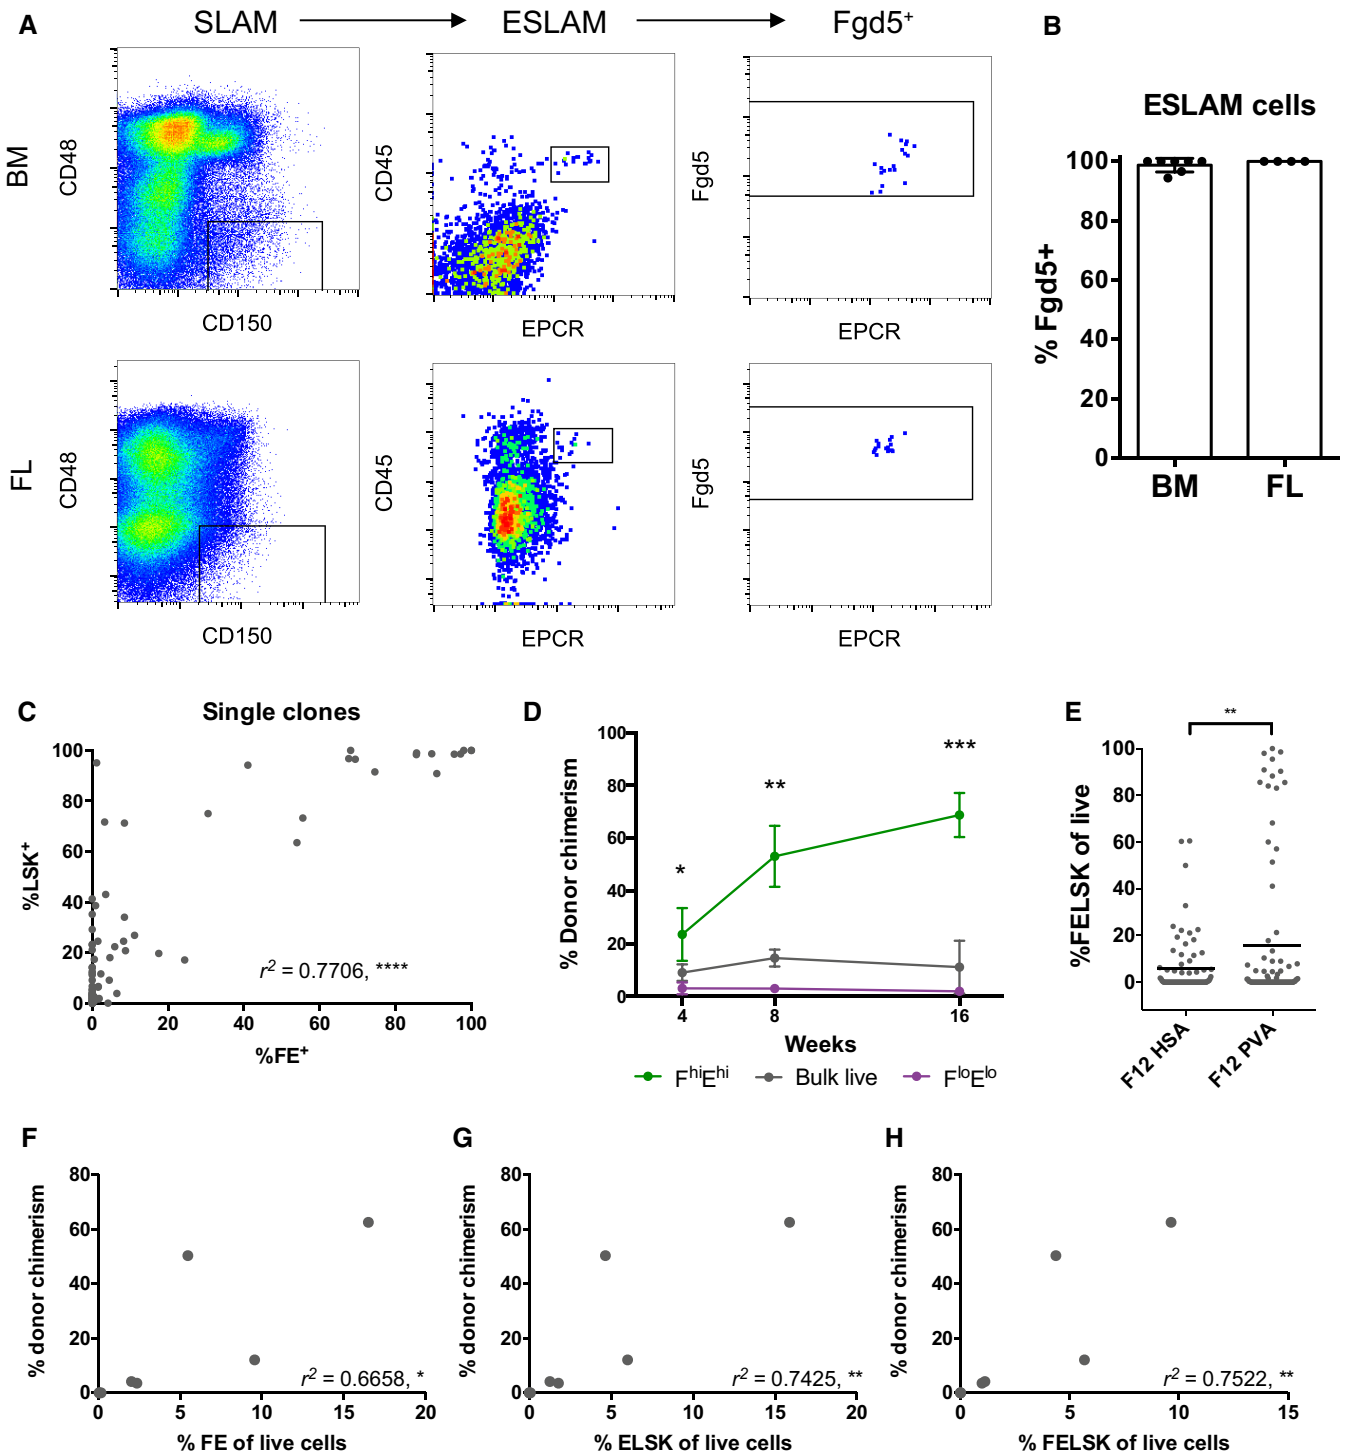 A
SLAM
ESLAM
Fgd5⁺
BM
CD48
CD150
CD45
EPCR
Fgd5
EPCR
FL
CD48
CD150
CD45
EPCR
Fgd5
EPCR
B
ESLAM cells
% Fgd5+
100
80
60
40
20
0
BM
FL
C
Single clones
%LSK⁺
100
80
60
40
20
0
r² = 0.7706, ****
0
20
40
60
80
100
%FE⁺
D
% Donor chimerism
100
80
60
40
20
0
*
**
***
4
8
16
Weeks
FʰⁱEʰⁱ
Bulk live
FˡᵒEˡᵒ
E
**
%FELSK of live
100
80
60
40
20
0
F12 HSA
F12 PVA
F
% donor chimerism
80
60
40
20
0
r² = 0.6658, *
0
5
10
15
20
% FE of live cells
G
% donor chimerism
80
60
40
20
0
r² = 0.7425, **
0
5
10
15
20
% ELSK of live cells
H
% donor chimerism
80
60
40
20
0
r² = 0.7522, **
0
5
10
15
% FELSK of live cells